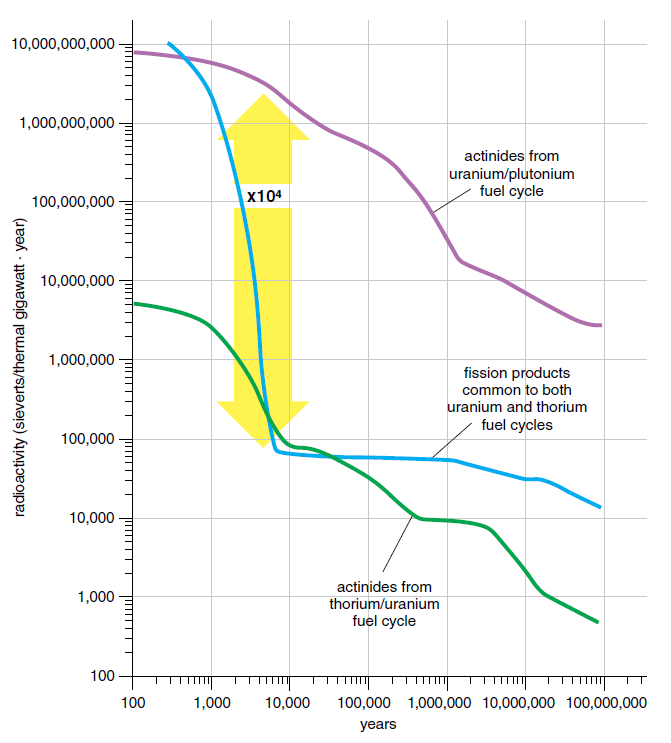 10,000,000,000
1,000,000,000
100,000,000
10,000,000
1,000,000
100,000
10,000
1,000
100
radioactivity (sieverts/thermal gigawatt · year)
x10⁴
actinides from
uranium/plutonium
fuel cycle
fission products
common to both
uranium and thorium
fuel cycles
actinides from
thorium/uranium
fuel cycle
100 1,000 10,000 100,000 1,000,000 10,000,000 100,000,000
years